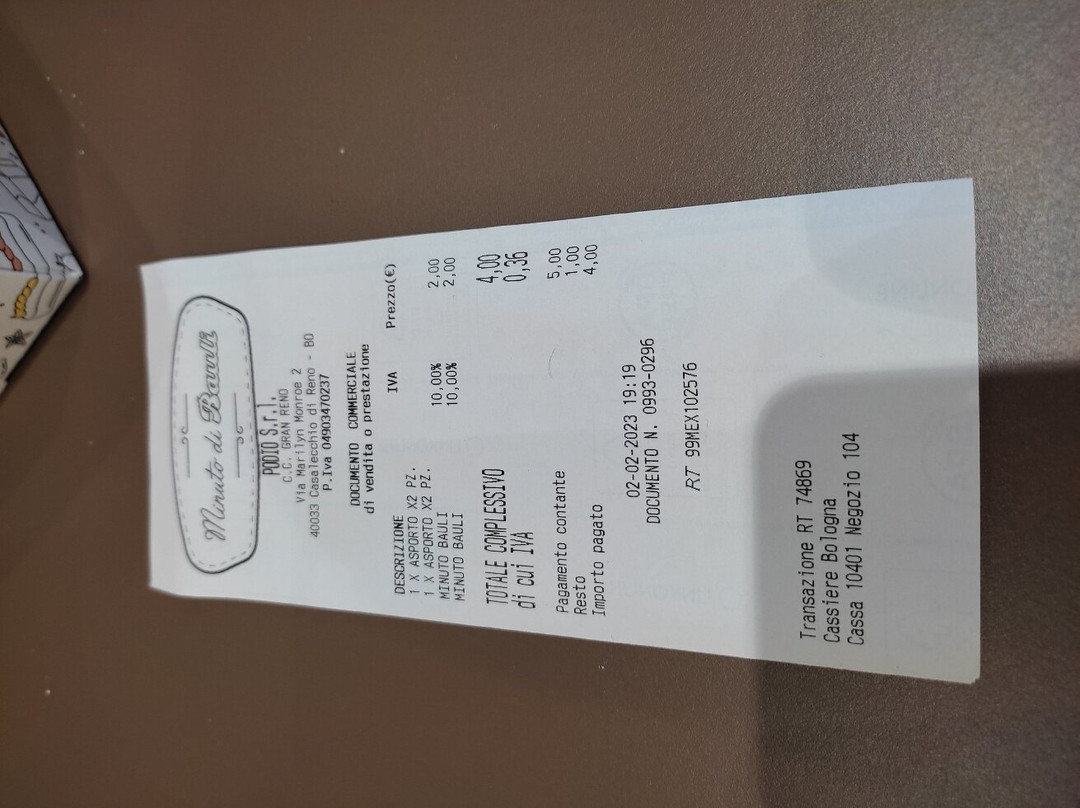 Minuto di Bauli
PODIO S.r.l.
C.C. GRAN RENO
Via Marilyn Monroe 2
40033 Casalecchio di Reno - BO
P.Iva 04903470237
DOCUMENTO COMMERCIALE
di vendita o prestazione
DESCRIZIONE IVA Prezzo(€)
1 X ASPORTO X2 PZ.
1 X ASPORTO X2 PZ.
MINUTO BAULI 10,00% 2,00
MINUTO BAULI 10,00% 2,00
TOTALE COMPLESSIVO 4,00
di cui IVA 0,36
Pagamento contante 5,00
Resto 1,00
Importo pagato 4,00
02-02-2023 19:19
DOCUMENTO N. 0993-0296
RT 99MEX102576
Transazione RT 74869
Cassiere Bologna
Cassa 10401 Negozio 104